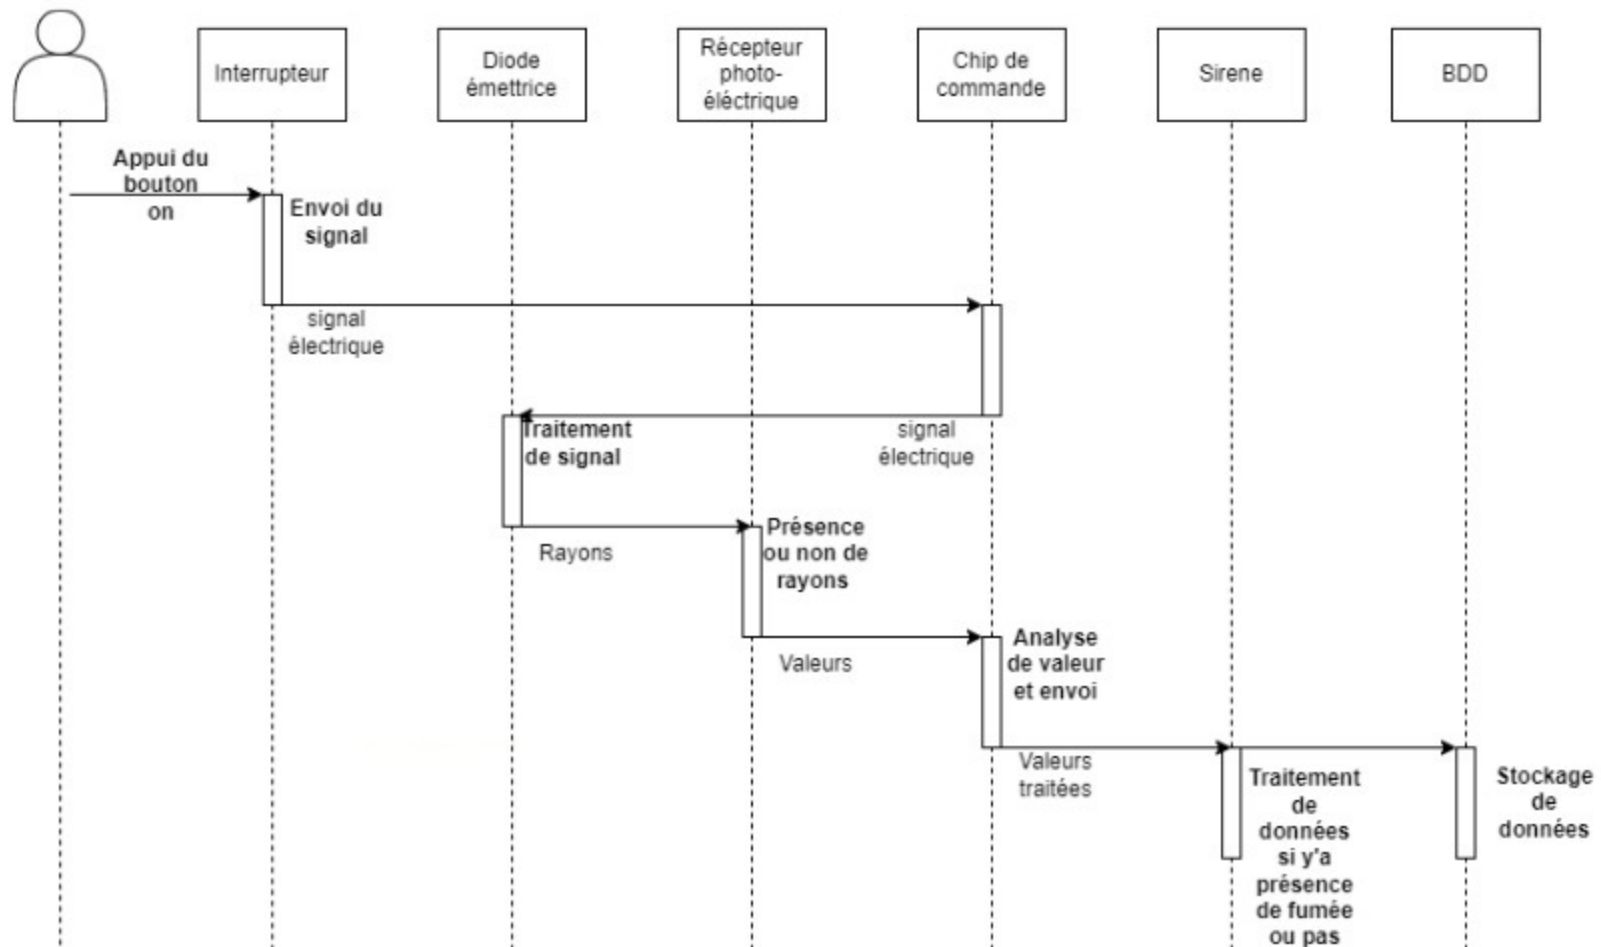 Interrupteur
Diode
émettrice
Récepteur
photo-
éléctrique
Chip de
commande
Sirene
BDD
Appui du
bouton
on
Envoi du
signal
signal
électrique
Traitement
de signal
signal
électrique
Rayons
Présence
ou non de
rayons
Valeurs
Analyse
de valeur
et envoi
Valeurs
traitées
Traitement
de
données
si y'a
présence
de fumée
ou pas
Stockage
de
données